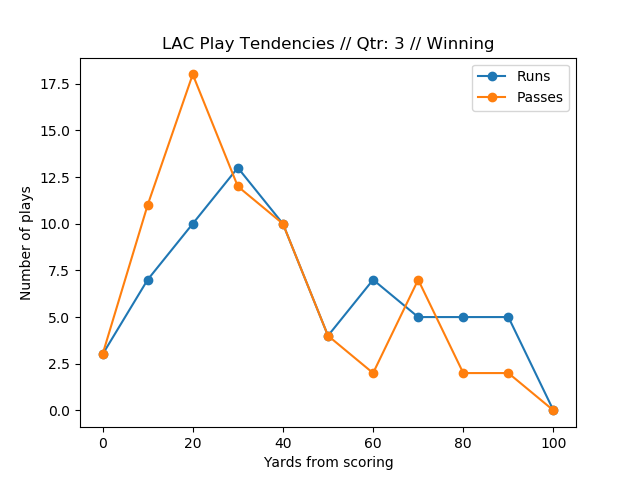 LAC Play Tendencies // Qtr: 3 // Winning
Runs
Passes
17.5
15.0
12.5
10.0
7.5
5.0
2.5
0.0
Number of plays
0 20 40 60 80 100
Yards from scoring